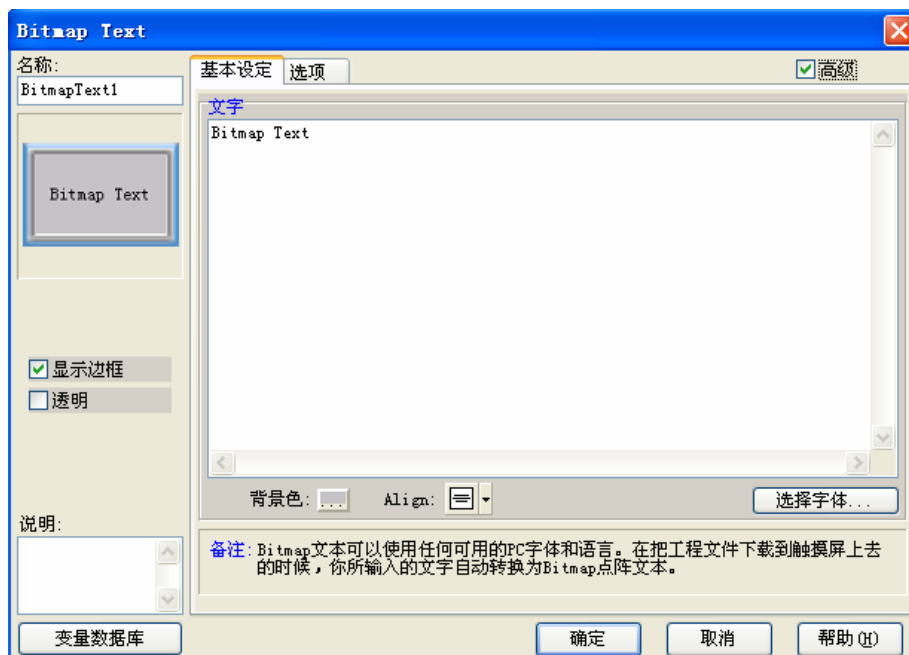 Bitmap Text
名称:
BitmapText1
Bitmap Text
显示边框
透明
说明:
变量数据库
基本设定 选项 高级
文字
Bitmap Text
背景色: ... Align: 选择字体...
备注: Bitmap文本可以使用任何可用的PC字体和语言。在把工程文件下载到触摸屏上去
的时候，你所输入的文字自动转换为Bitmap点阵文本。
确定 取消 帮助(H)